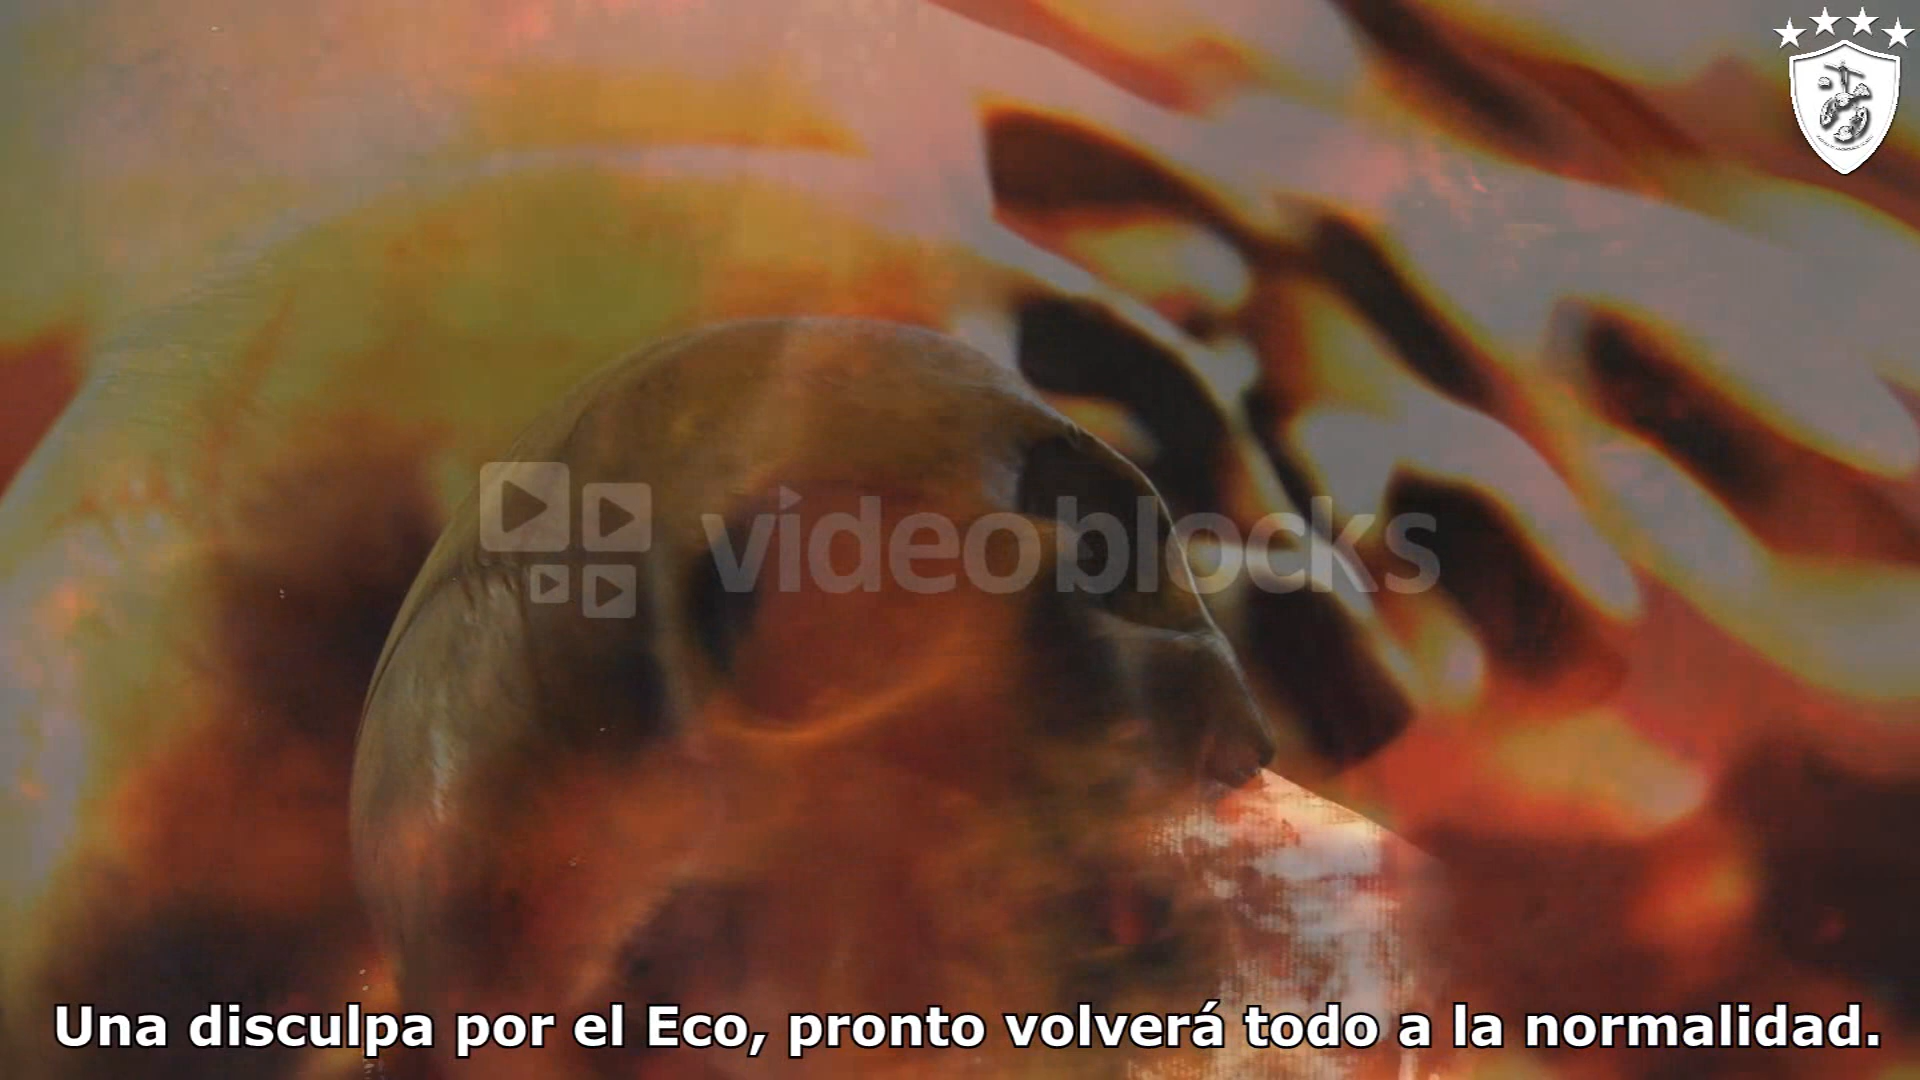 videoblocks
Una disculpa por el Eco, pronto volverá todo a la normalidad.